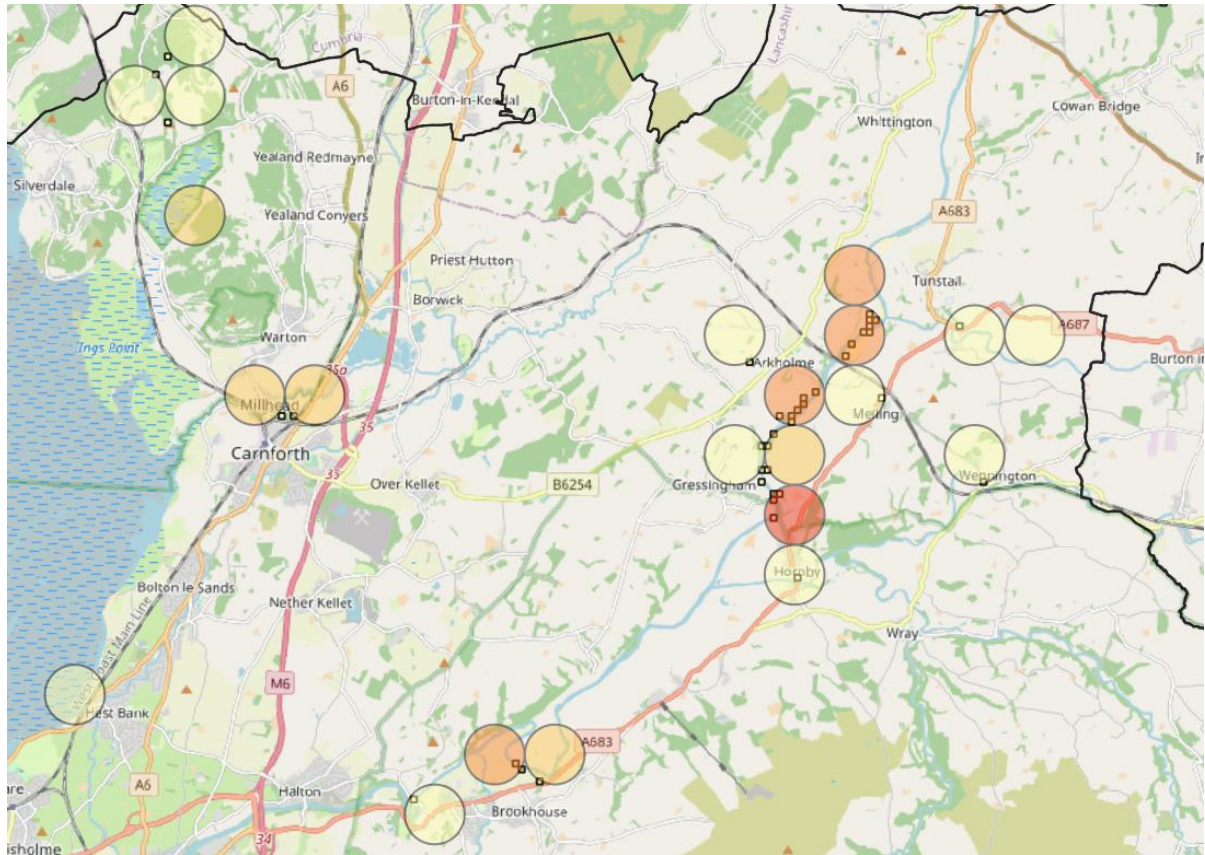 Cumbria
Lancashire
A6
Burton-in-Kendal
Cowan Bridge
Whittington
Yealand Redmayne
Silverdale
Yealand Conyers
A683
Priest Hutton
Tunstall
Borwick
Ings Point
Warton
A687
Burton in
35a
Arkholme
Millhead
Melling
35
Carnforth
35
Over Kellet
B6254
Gressingham
Wennington
Bolton le Sands
Hornby
Nether Kellet
Wray
West Coast Main Line
M6
Hest Bank
A683
A6
Halton
Brookhouse
34